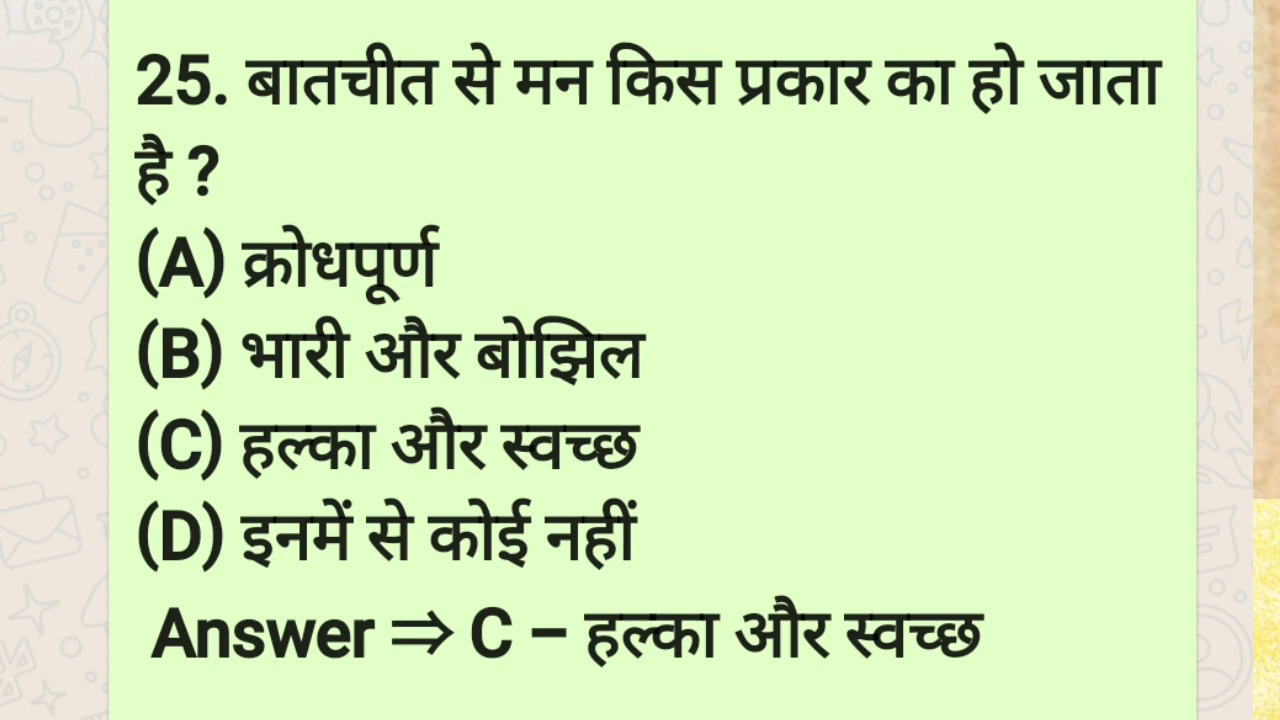 25. बातचीत से मन किस प्रकार का हो जाता
है ?
(A) क्रोधपूर्ण
(B) भारी और बोझिल
(C) हल्का और स्वच्छ
(D) इनमें से कोई नहीं
Answer ⇒ C – हल्का और स्वच्छ